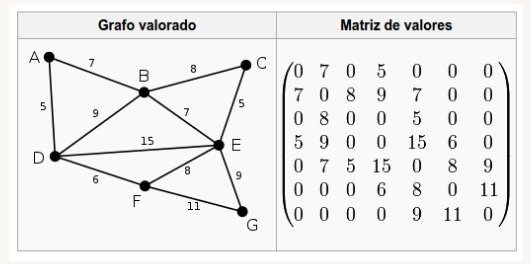 Grafo valorado
Matriz de valores
A
7
B
8
C
5
9
7
5
15
E
D
6
8
9
F
11
G
0 7 0 5 0 0 0
7 0 8 9 7 0 0
0 8 0 0 5 0 0
5 9 0 0 15 6 0
0 7 5 15 0 8 9
0 0 0 6 8 0 11
0 0 0 0 9 11 0